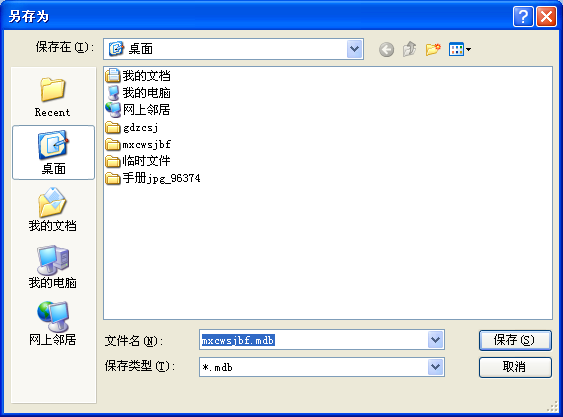 另存为
保存在(I):
桌面
我的文档
我的电脑
网上邻居
gdzcsj
mxcwsjbf
临时文件
手册jpg_96374
Recent
桌面
我的文档
我的电脑
网上邻居
文件名(N):
mxcwsjbf.mdb
保存(S)
保存类型(T):
*.mdb
取消